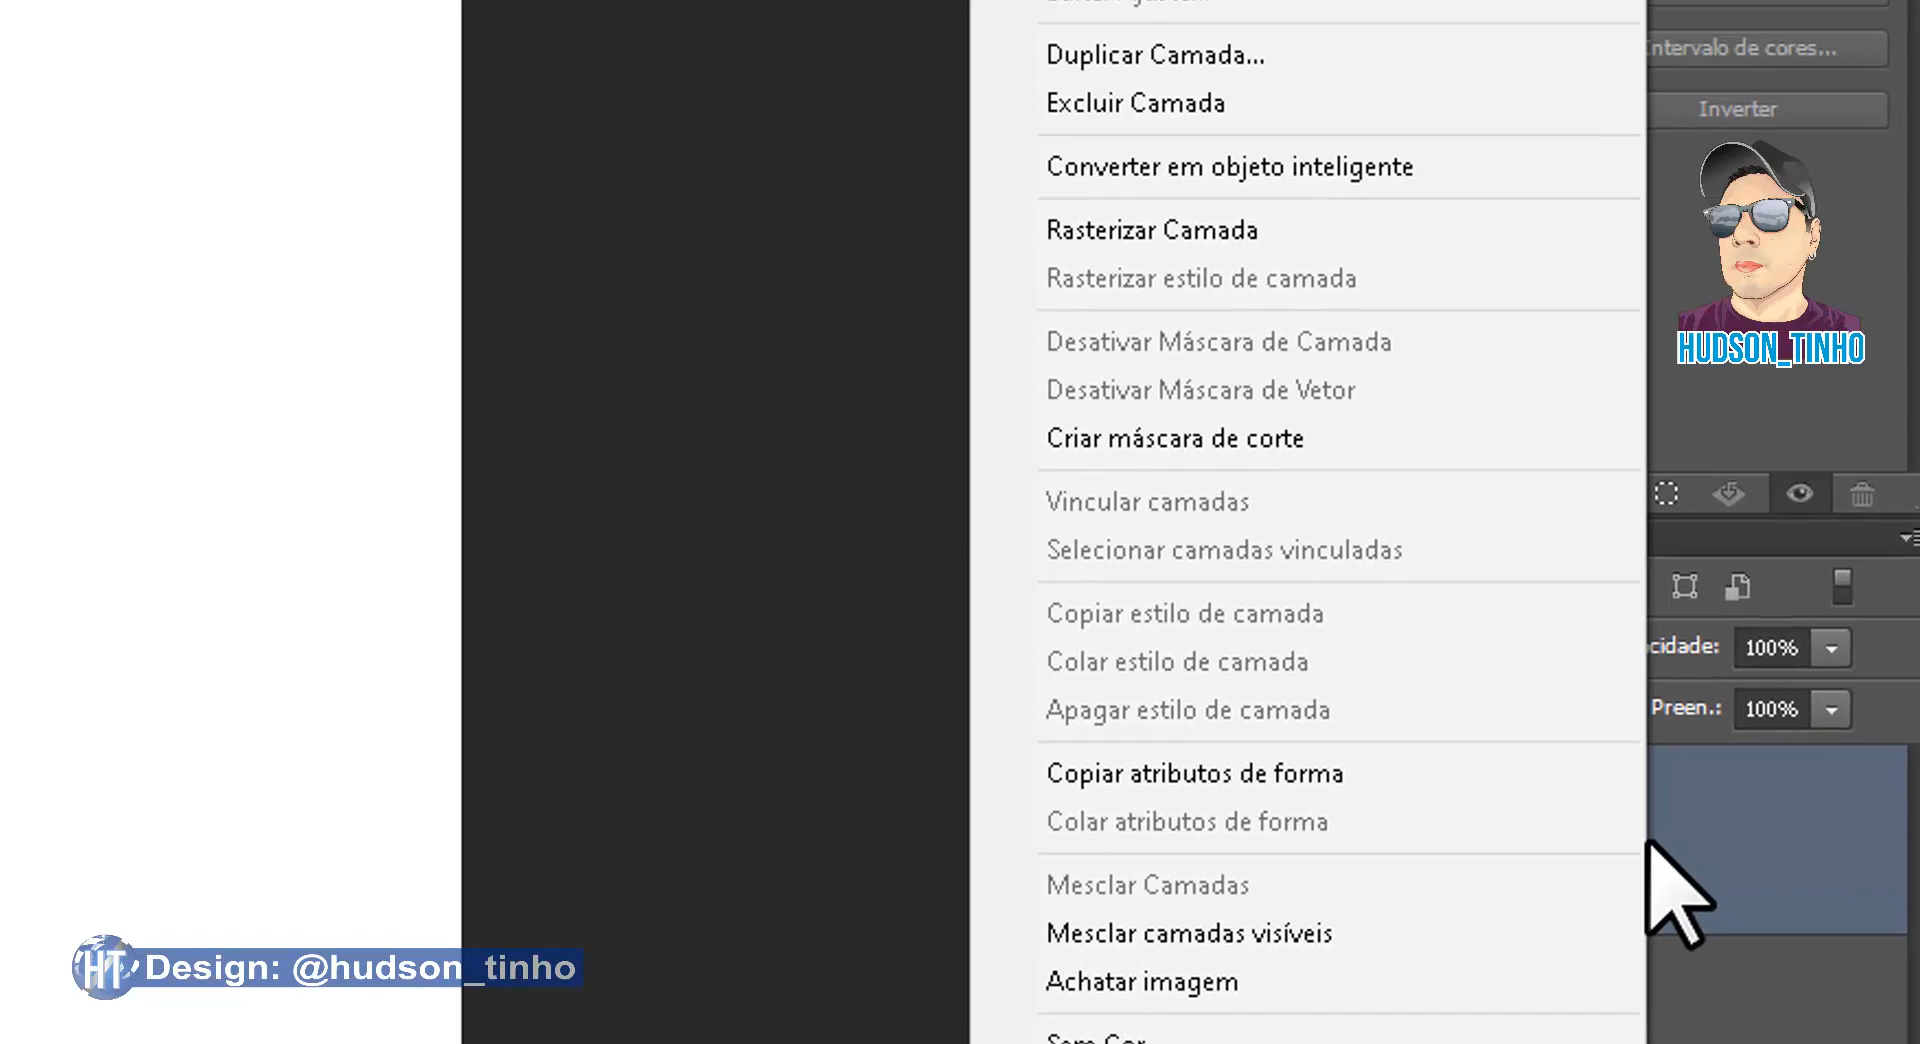 Duplicar Camada...
Excluir Camada
Converter em objeto inteligente
Rasterizar Camada
Rasterizar estilo de camada
Desativar Máscara de Camada
Desativar Máscara de Vetor
Criar máscara de corte
Vincular camadas
Selecionar camadas vinculadas
Copiar estilo de camada
Colar estilo de camada
Apagar estilo de camada
Copiar atributos de forma
Colar atributos de forma
Mesclar Camadas
Mesclar camadas visíveis
Achatar imagem
Sem Cor
ntervalo de cores...
Inverter
HUDSON_TINHO
cidade: 100%
Preen.: 100%
HT Design: @hudson_tinho